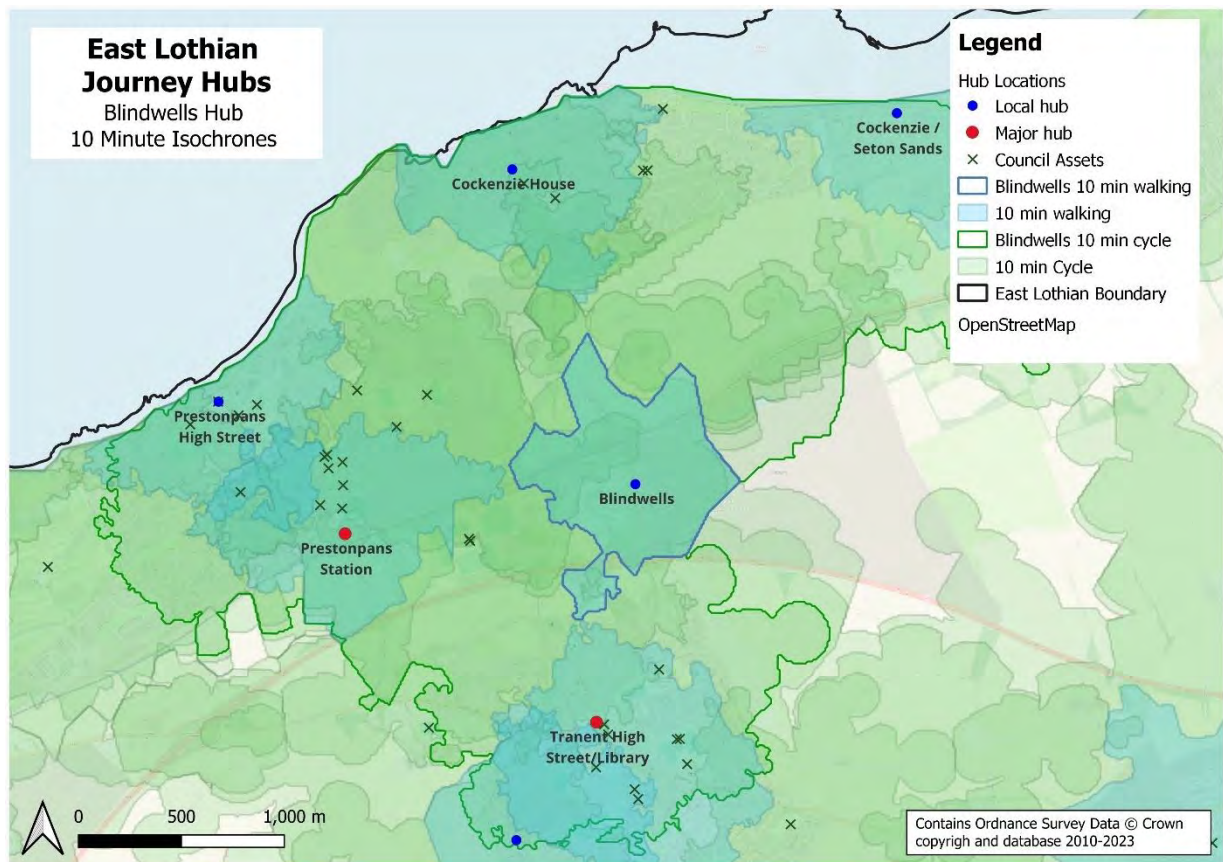 East Lothian
Journey Hubs
Blindwells Hub
10 Minute Isochrones
Legend
Hub Locations
Local hub
Major hub
Council Assets
Blindwells 10 min walking
10 min walking
Blindwells 10 min cycle
10 min Cycle
East Lothian Boundary
OpenStreetMap
Cockenzie /
Seton Sands
Cockenzie House
Prestonpans
High Street
Blindwells
Prestonpans
Station
Tranent High
Street/Library
0 500 1,000 m
Contains Ordnance Survey Data © Crown
copyrigh and database 2010-2023